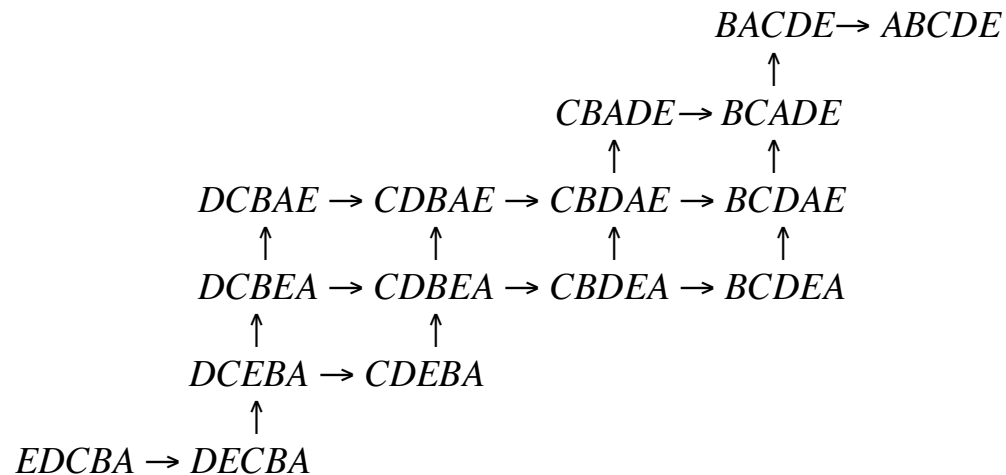 BACDE → ABCDE
↑
CBADE → BCADE
↑ ↑
DCBAE → CDBAE → CBDAE → BCDAE
↑ ↑ ↑ ↑
DCBEA → CDBEA → CBDEA → BCDEA
↑ ↑
DCEBA → CDEBA
↑
EDCBA → DECBA